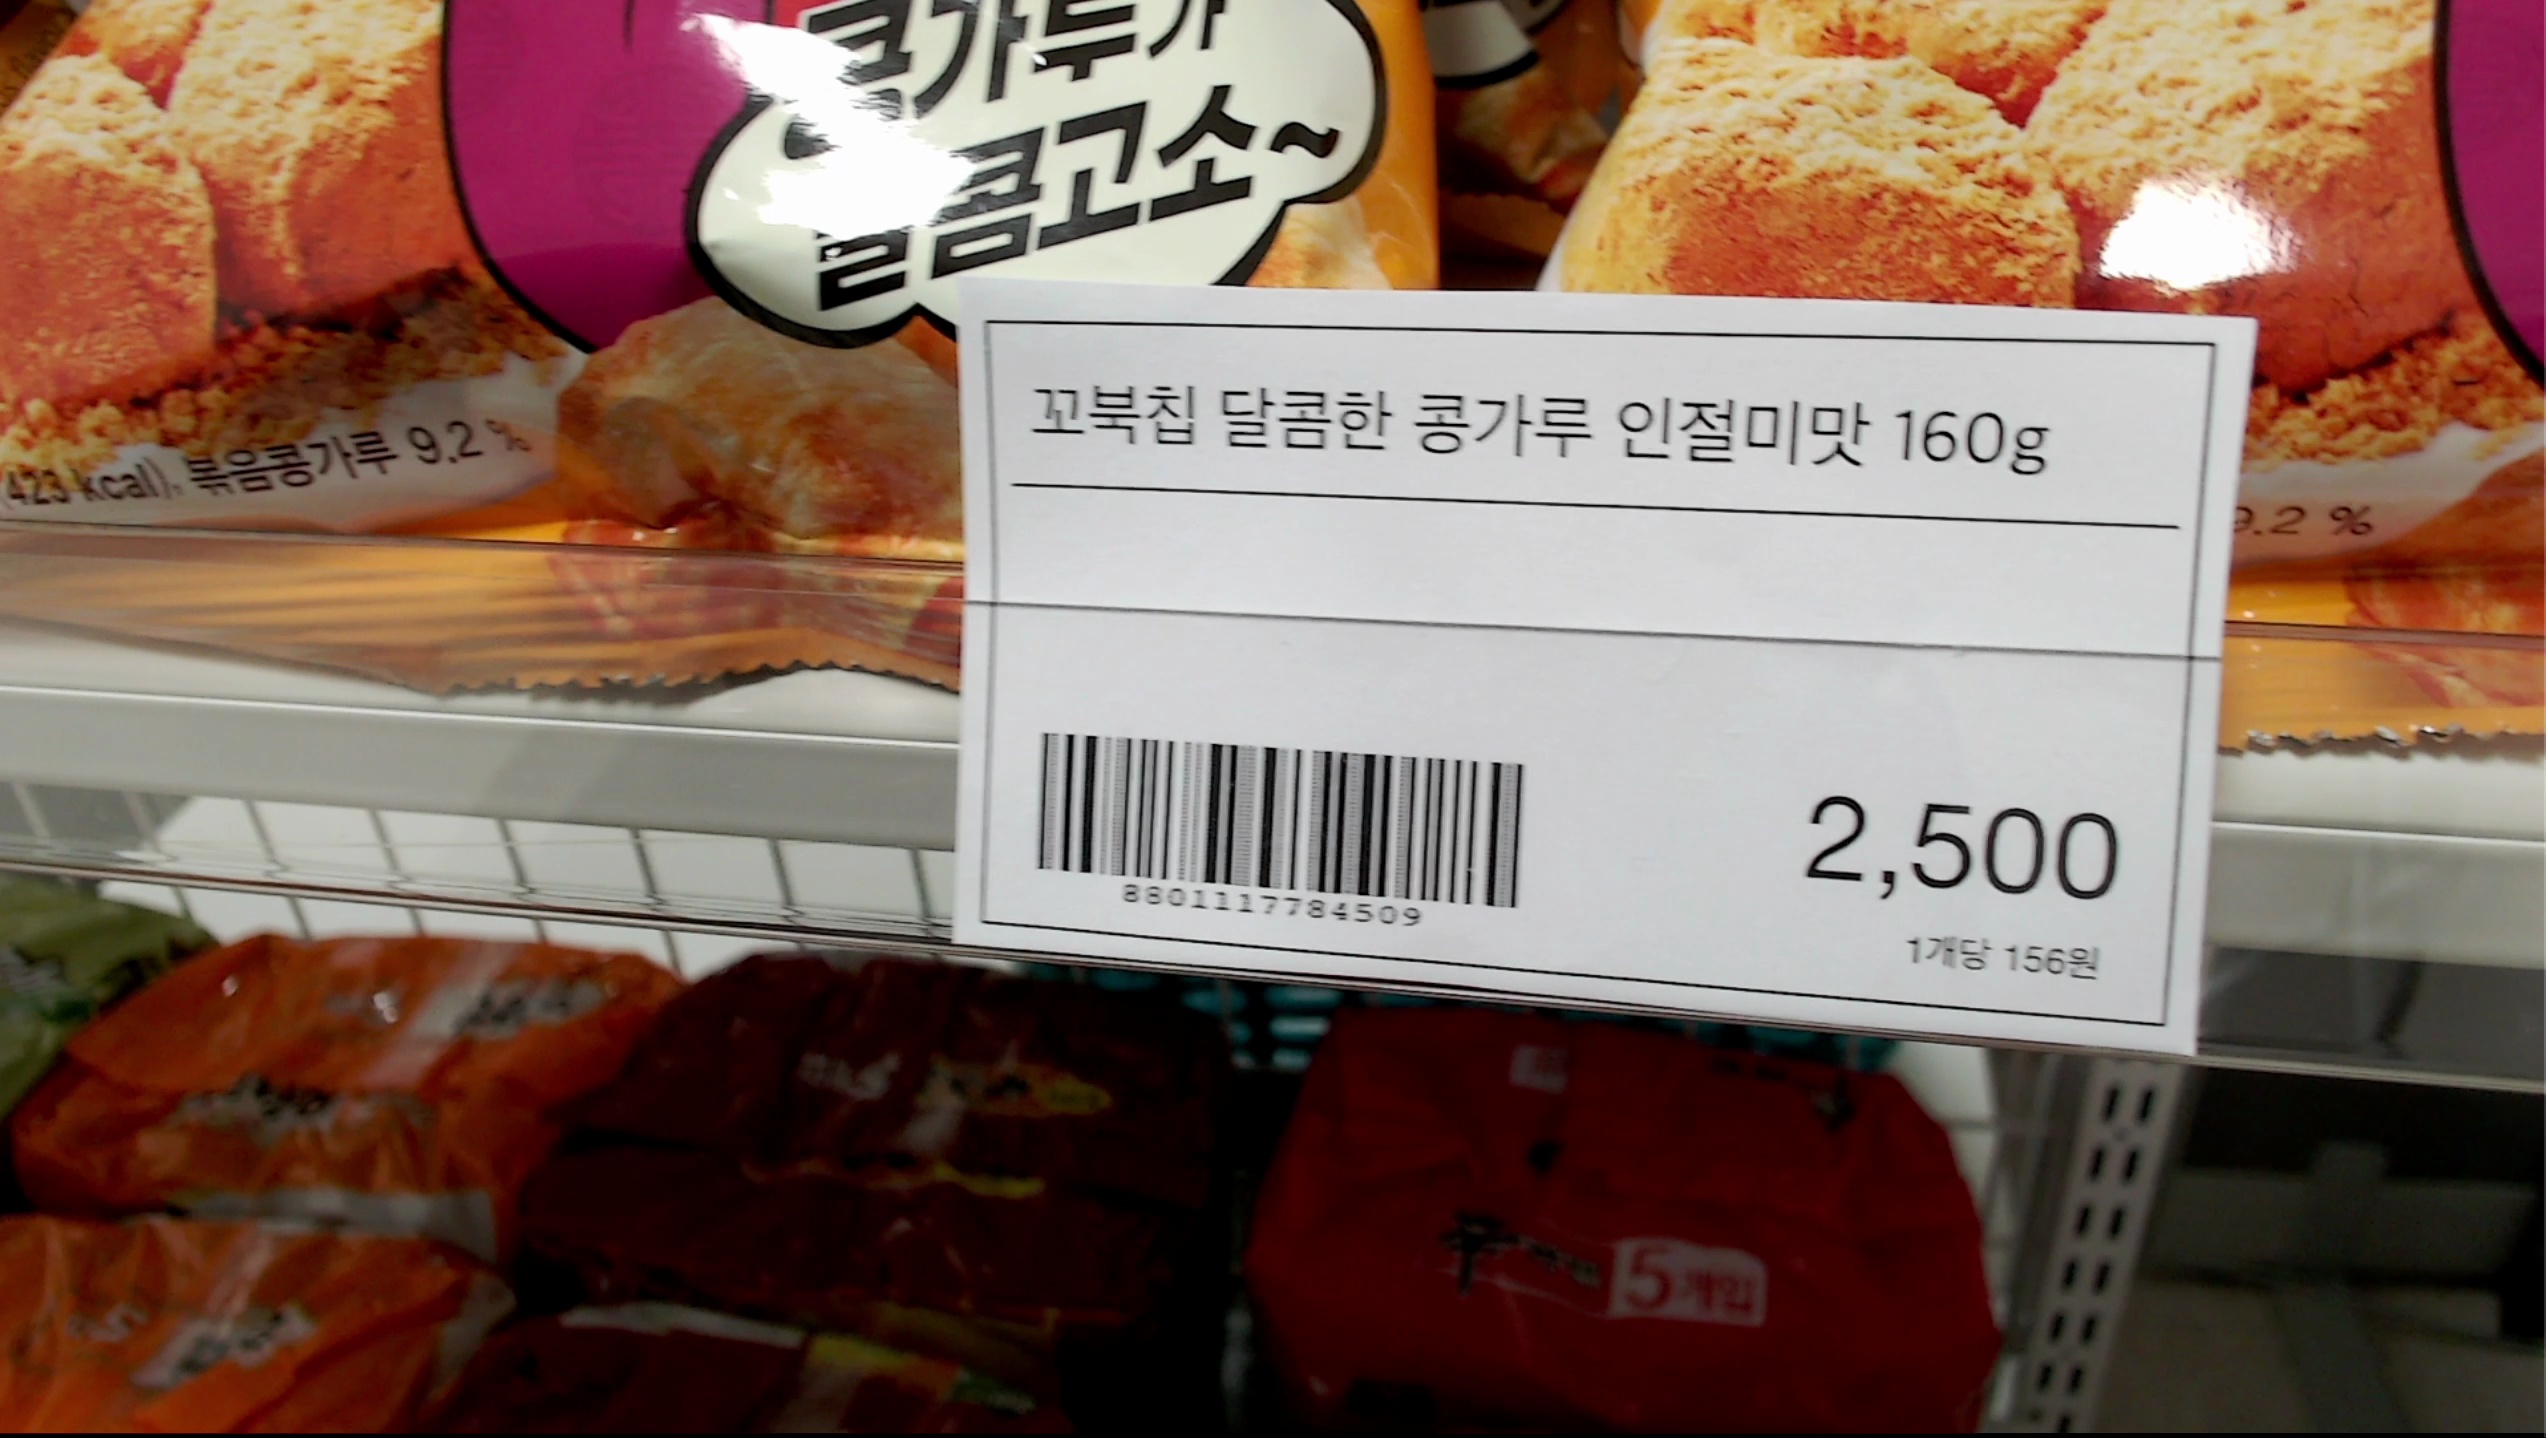 콩가루가
달콤고소~
(423 kcal), 볶음콩가루 9.2 %
9.2 %
꼬북칩 달콤한 콩가루 인절미맛 160g
8801117784509
2,500
1개당 156원
5개입